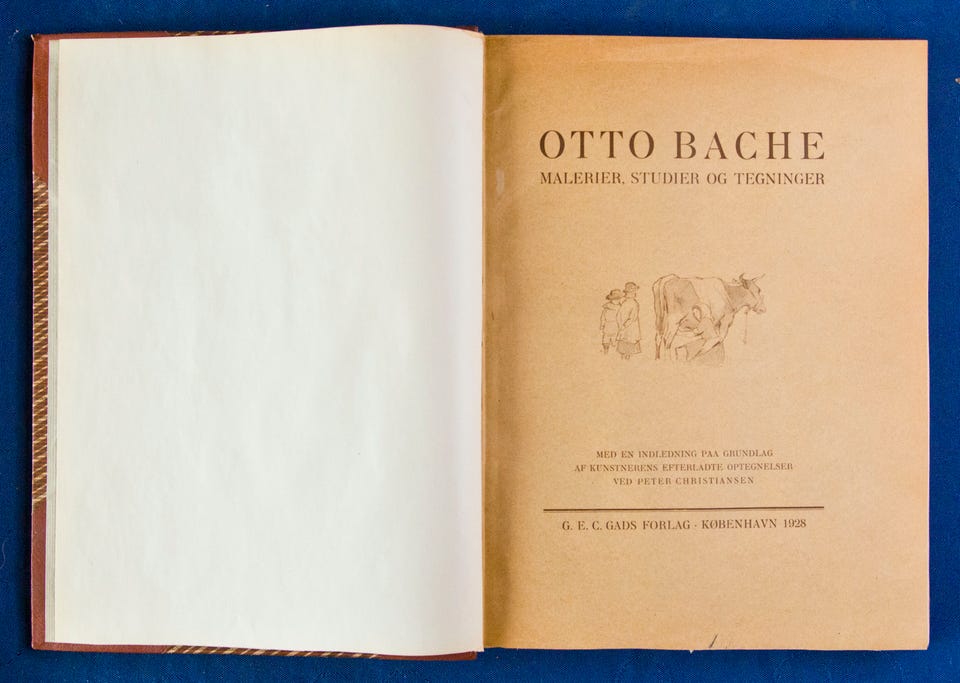 OTTO BACHE
MALERIER, STUDIER OG TEGNINGER
MED EN INDLEDNING PAA GRUNDLAG
AF KUNSTNERENS EFTERLADTE OPTEGNELSER
VED PETER CHRISTIANSEN
G. E. C. GADS FORLAG · KØBENHAVN 1928